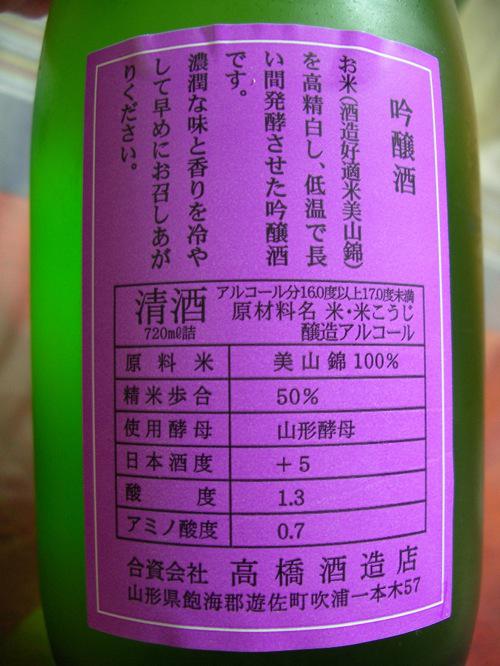 吟醸酒
お米(酒造好適米美山錦)
を高精白し、低温で長
い間発酵させた吟醸酒
です。
濃潤な味と香りを冷や
して早めにお召しあが
りください。
清酒
720ml詰
アルコール分16.0度以上17.0度未満
原材料名 米・米こうじ
醸造アルコール
原料米 美山錦100%
精米歩合 50%
使用酵母 山形酵母
日本酒度 +5
酸度 1.3
アミノ酸度 0.7
合資会社 高橋酒造店
山形県飽海郡遊佐町吹浦一本木57